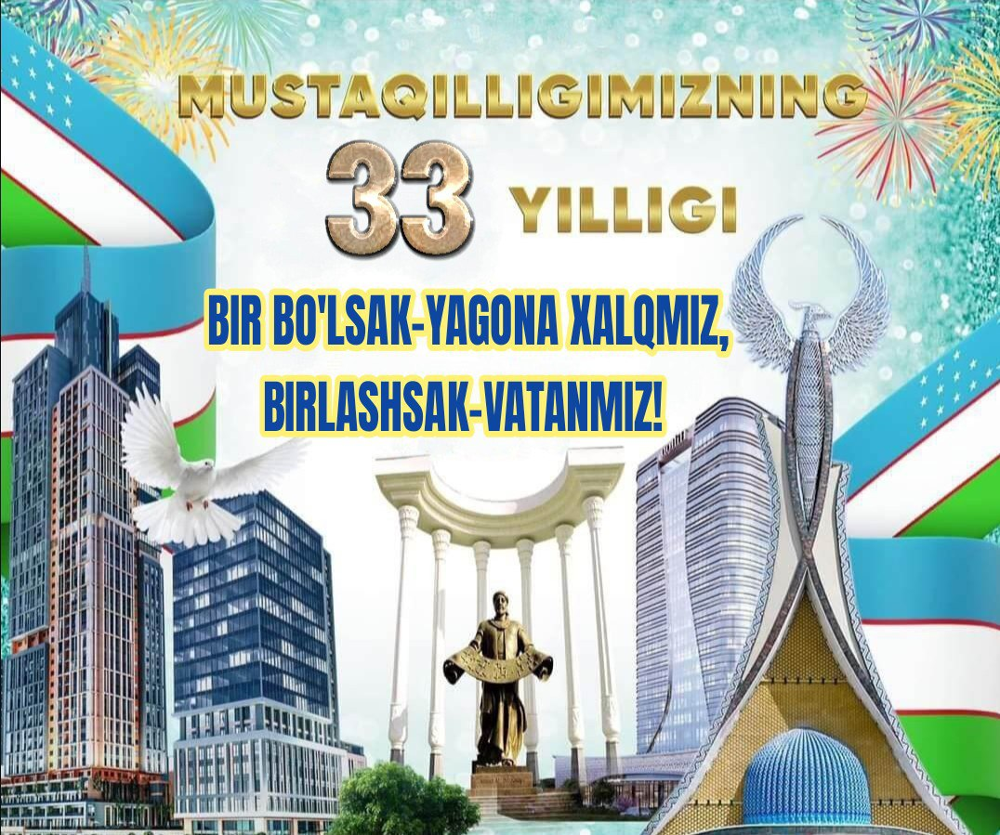 MUSTAQILLIGIMIZNING
33 YILLIGI
BIR BO'LSAK-YAGONA XALQMIZ,
BIRLASHSAK-VATANMIZ!